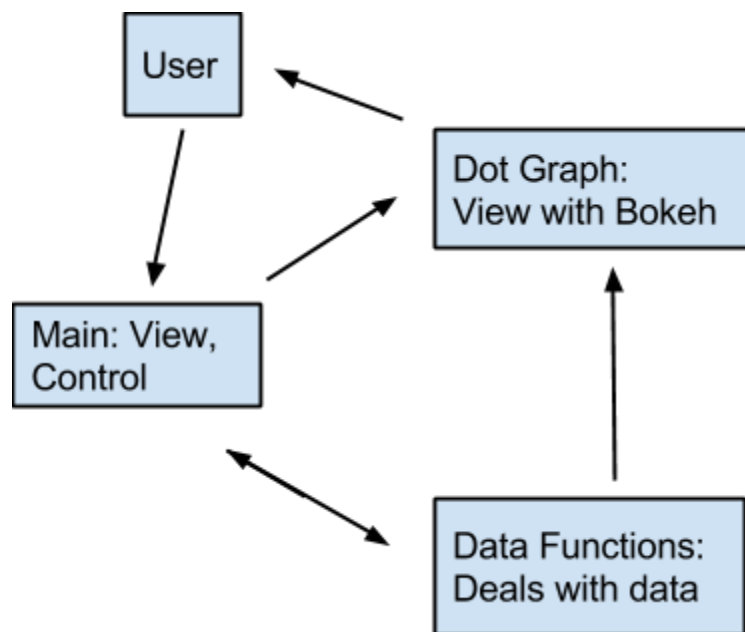 User
Dot Graph:
View with Bokeh
Main: View,
Control
Data Functions:
Deals with data